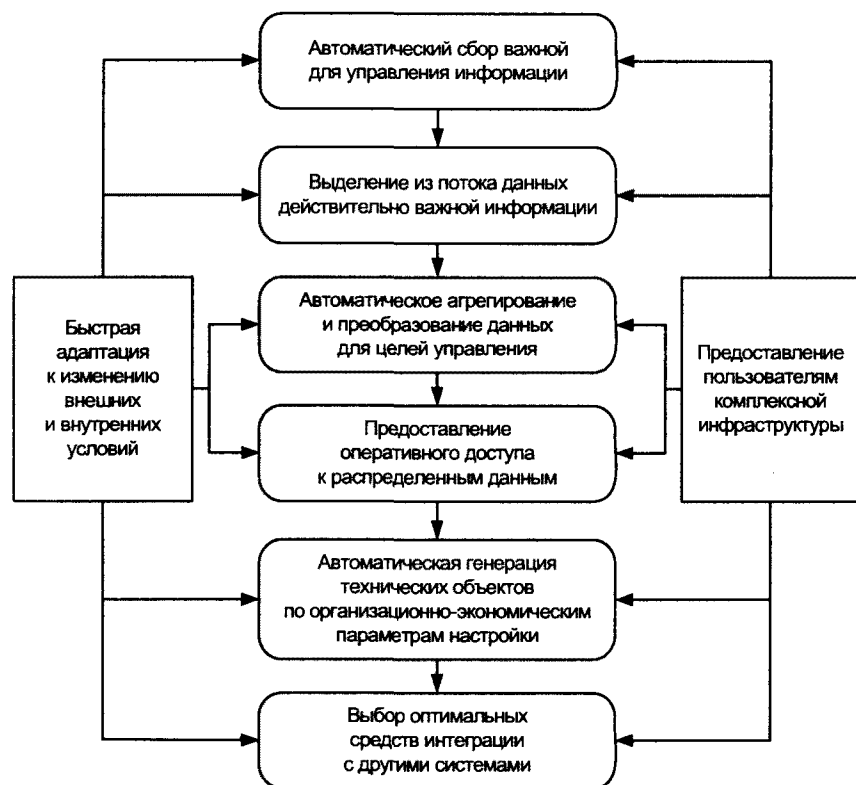 Автоматический сбор важной
для управления информации
Выделение из потока данных
действительно важной информации
Автоматическое агрегирование
и преобразование данных
для целей управления
Быстрая
адаптация
к изменению
внешних
и внутренних
условий
Предоставление
пользователям
комплексной
инфраструктуры
Предоставление
оперативного доступа
к распределенным данным
Автоматическая генерация
технических объектов
по организационно-экономическим
параметрам настройки
Выбор оптимальных
средств интеграции
с другими системами